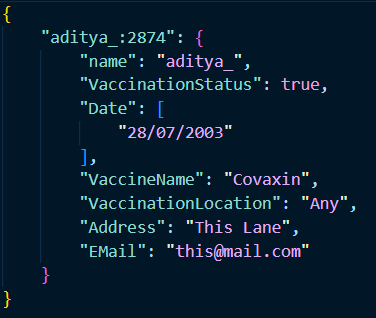 {
"aditya_:2874": {
"name": "aditya_",
"VaccinationStatus": true,
"Date": [
"28/07/2003"
],
"VaccineName": "Covaxin",
"VaccinationLocation": "Any",
"Address": "This Lane",
"EMail": "this@mail.com"
}
}